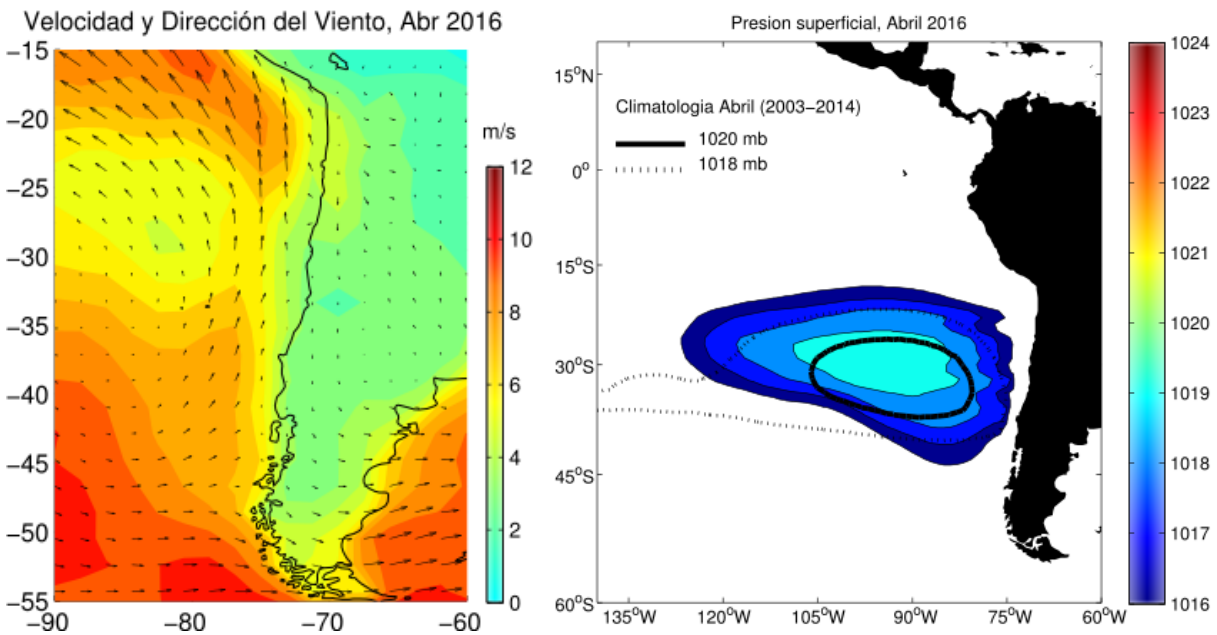 Velocidad y Dirección del Viento, Abr 2016
−15
−20
−25
−30
−35
−40
−45
−50
−55
−90
−80
−70
−60
m/s
12
10
8
6
4
2
0
Presion superficial, Abril 2016
15°N
0°
15°S
30°S
45°S
60°S
135°W
120°W
105°W
90°W
75°W
60°W
Climatologia Abril (2003−2014)
1020 mb
1018 mb
1024
1023
1022
1021
1020
1019
1018
1017
1016